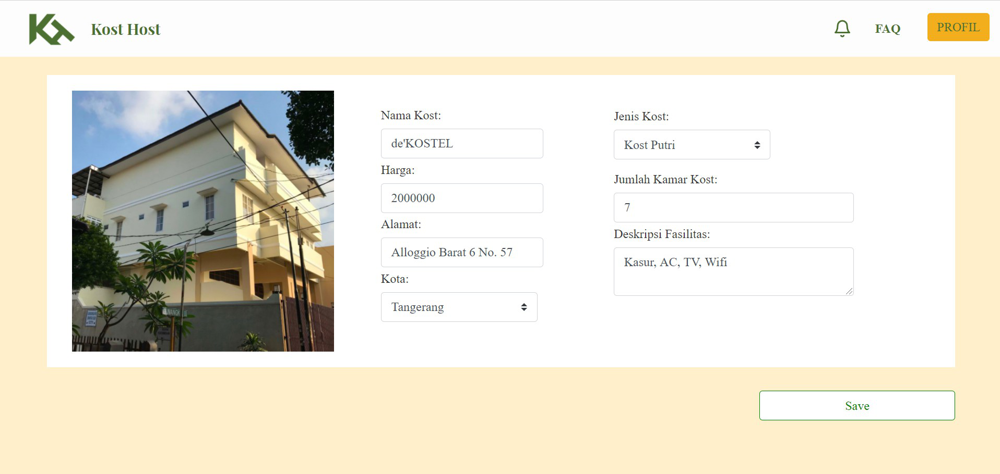 Kost Host
FAQ
PROFIL
Nama Kost:
de'KOSTEL
Harga:
2000000
Alamat:
Alloggio Barat 6 No. 57
Kota:
Tangerang
Jenis Kost:
Kost Putri
Jumlah Kamar Kost:
7
Deskripsi Fasilitas:
Kasur, AC, TV, Wifi
Save